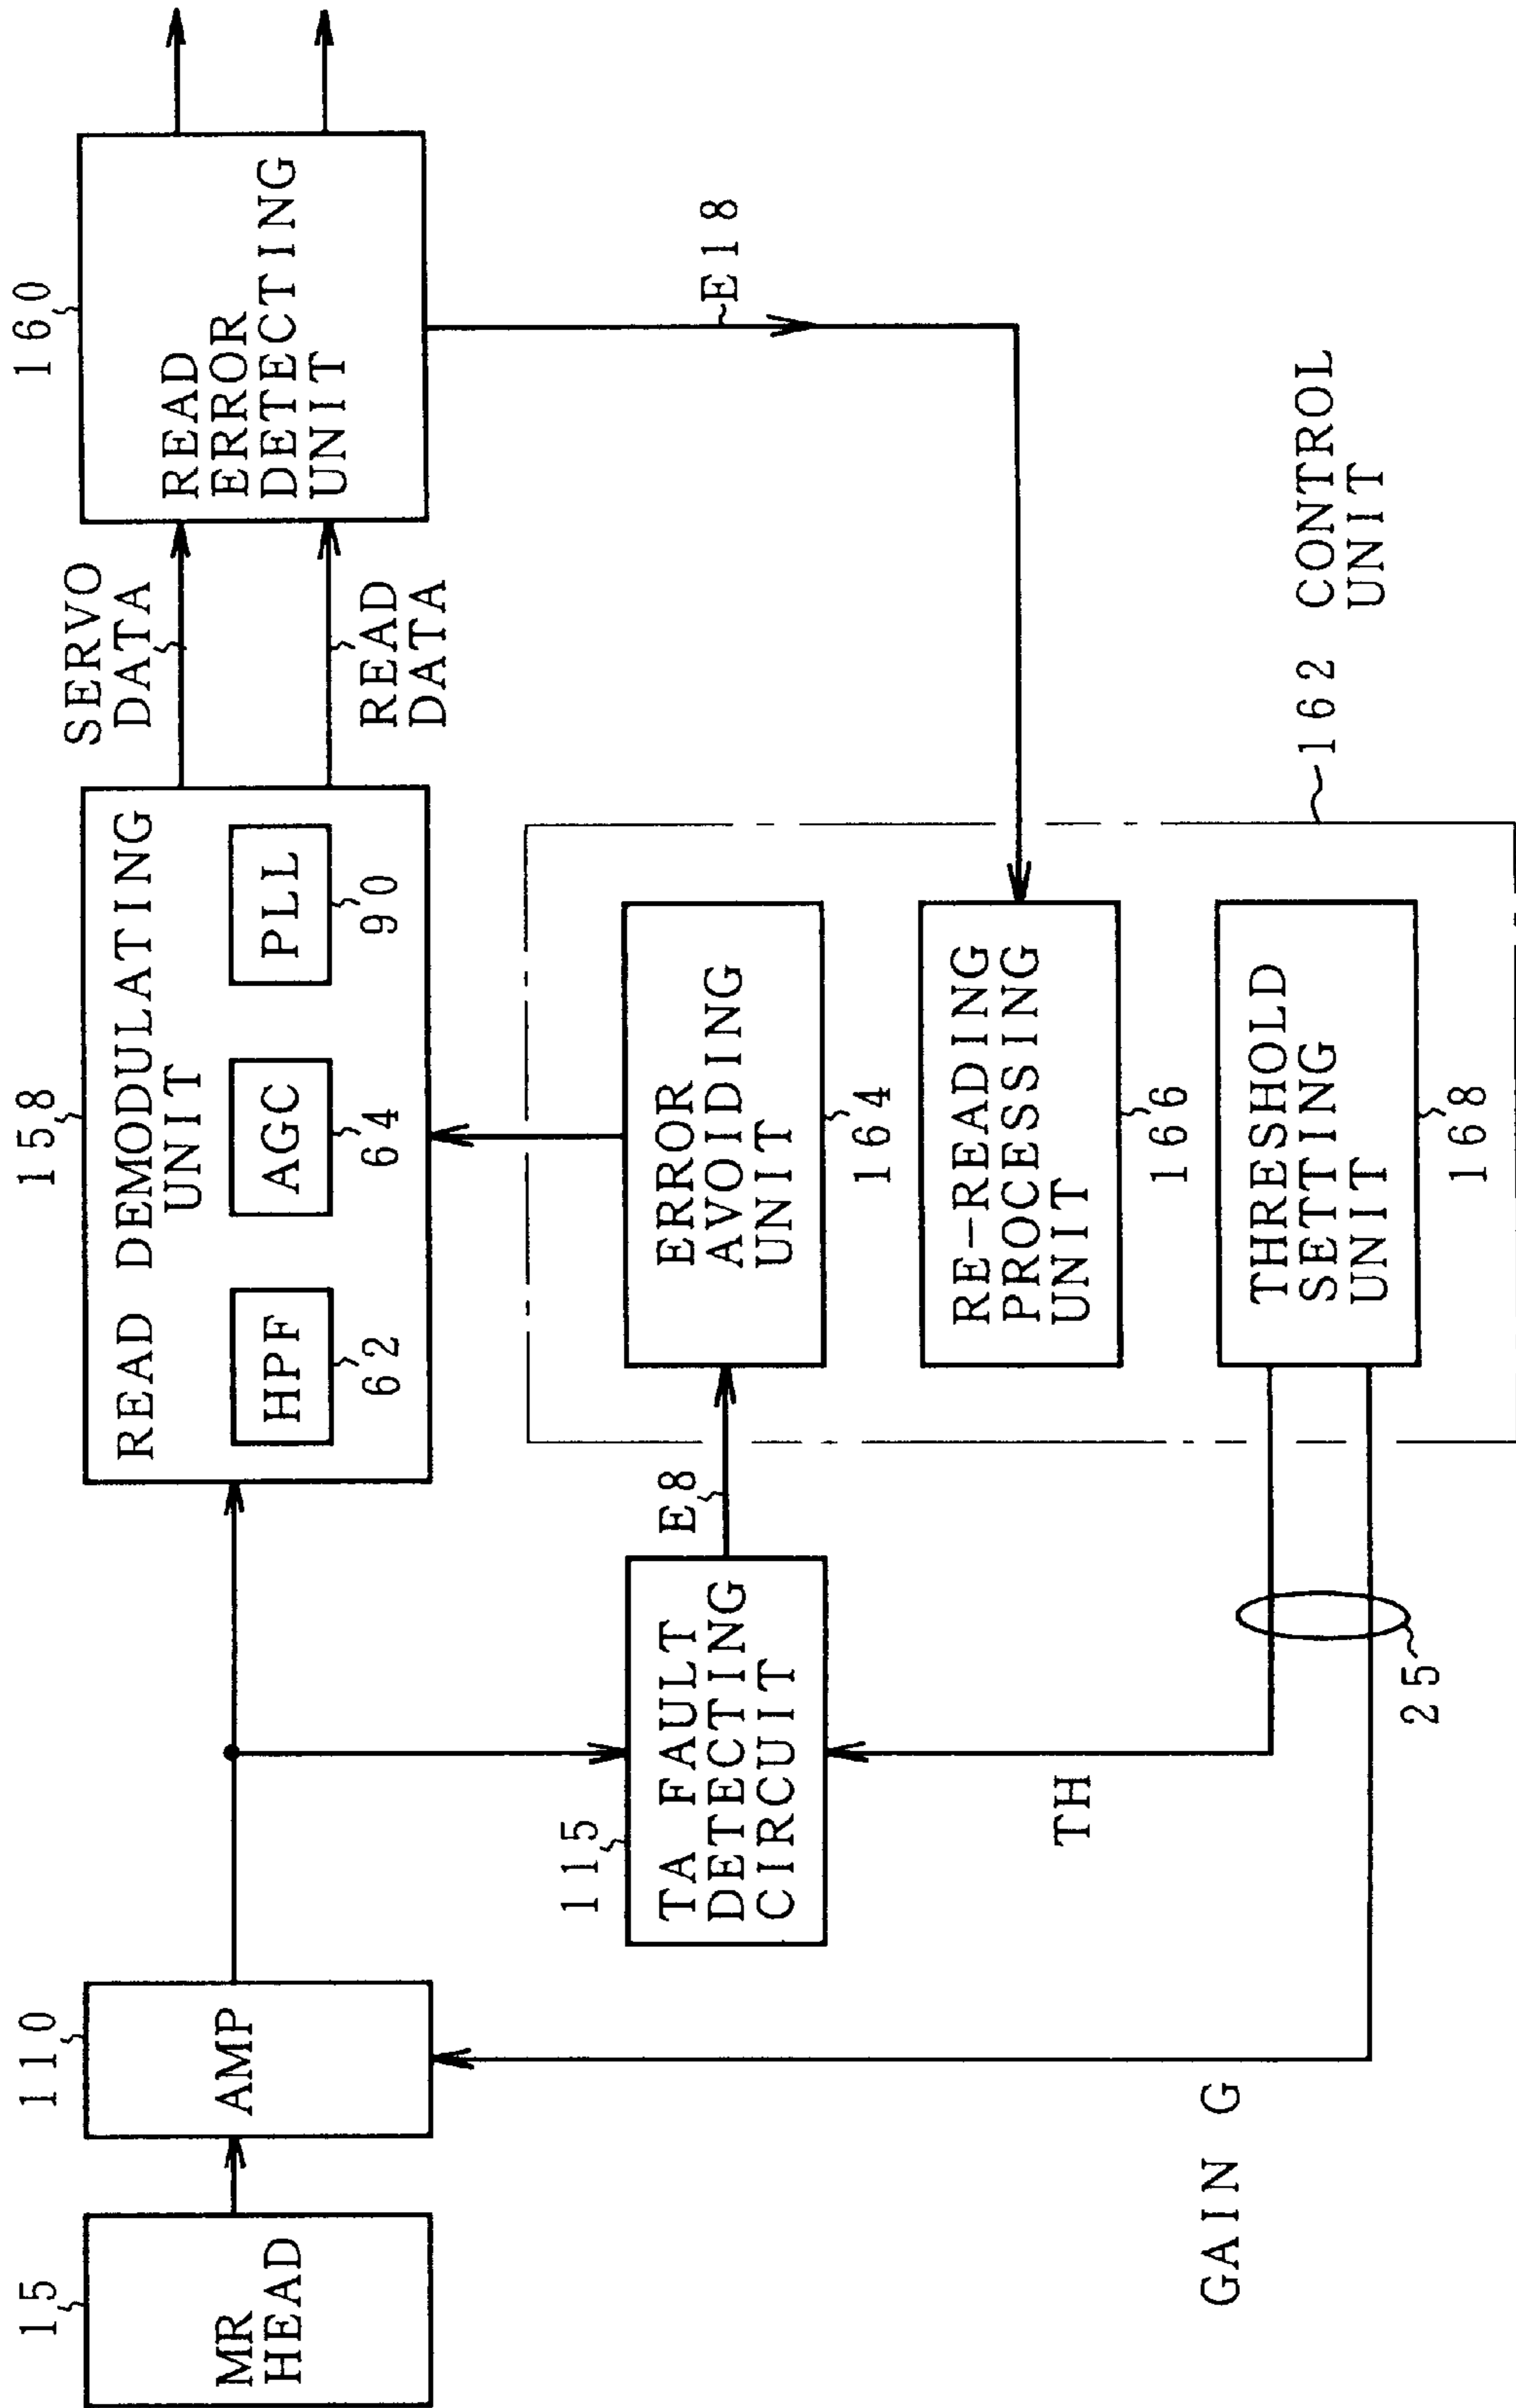 15
MR
HEAD
110
AMP
158
READ DEMODULATING
UNIT
HPF
62
AGC
64
PLL
90
SERVO
DATA
READ
DATA
160
READ
ERROR
DETECTING
UNIT
E18
115
TA FAULT
DETECTING
CIRCUIT
E8
ERROR
AVOIDING
UNIT
164
RE-READING
PROCESSING
UNIT
166
THRESHOLD
SETTING
UNIT
168
162 CONTROL
UNIT
TH
25
GAIN G